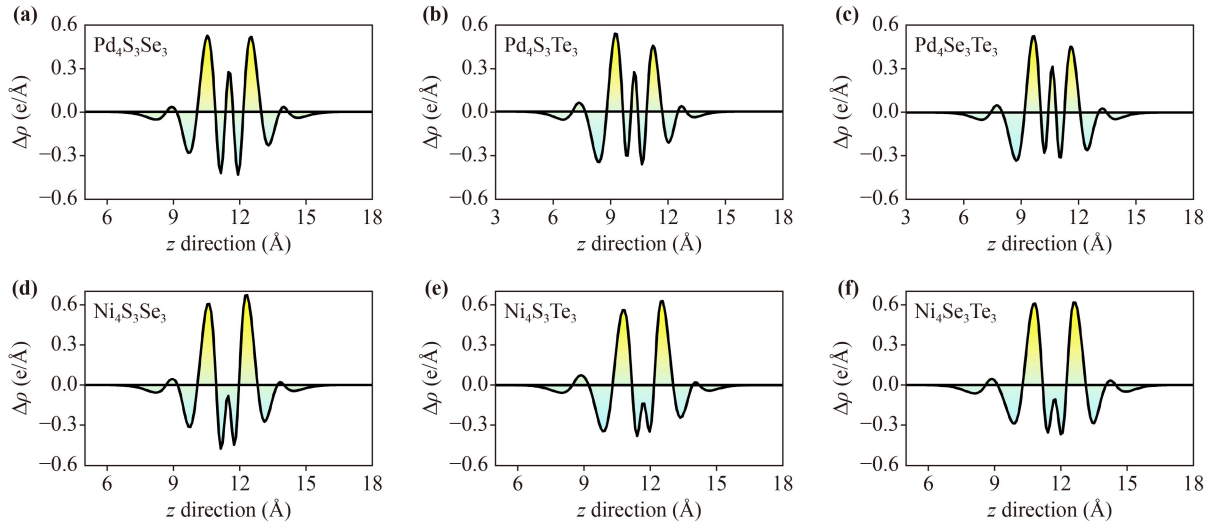 (a)
Pd₄S₃Se₃
0.6
0.3
0.0
−0.3
−0.6
Δρ (e/Å)
6 9 12 15 18
z direction (Å)
(b)
Pd₄S₃Te₃
0.6
0.3
0.0
−0.3
−0.6
Δρ (e/Å)
3 6 9 12 15 18
z direction (Å)
(c)
Pd₄Se₃Te₃
0.6
0.3
0.0
−0.3
−0.6
Δρ (e/Å)
3 6 9 12 15 18
z direction (Å)
(d)
Ni₄S₃Se₃
0.6
0.3
0.0
−0.3
−0.6
Δρ (e/Å)
6 9 12 15 18
z direction (Å)
(e)
Ni₄S₃Te₃
0.6
0.3
0.0
−0.3
−0.6
Δρ (e/Å)
6 9 12 15 18
z direction (Å)
(f)
Ni₄Se₃Te₃
0.6
0.3
0.0
−0.3
−0.6
Δρ (e/Å)
6 9 12 15 18
z direction (Å)